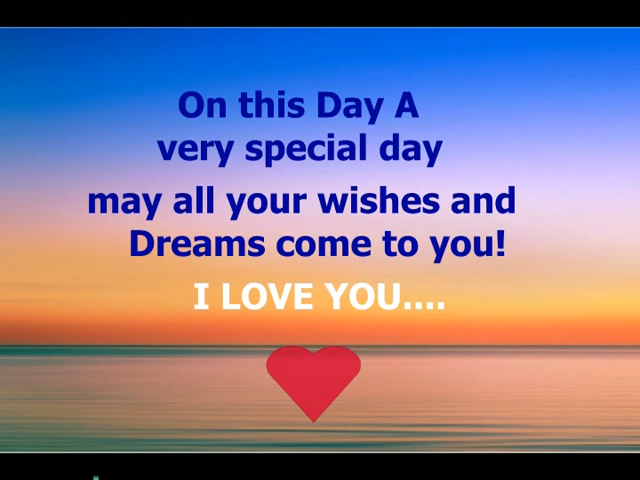 On this Day A
very special day
may all your wishes and
Dreams come to you!
I LOVE YOU....